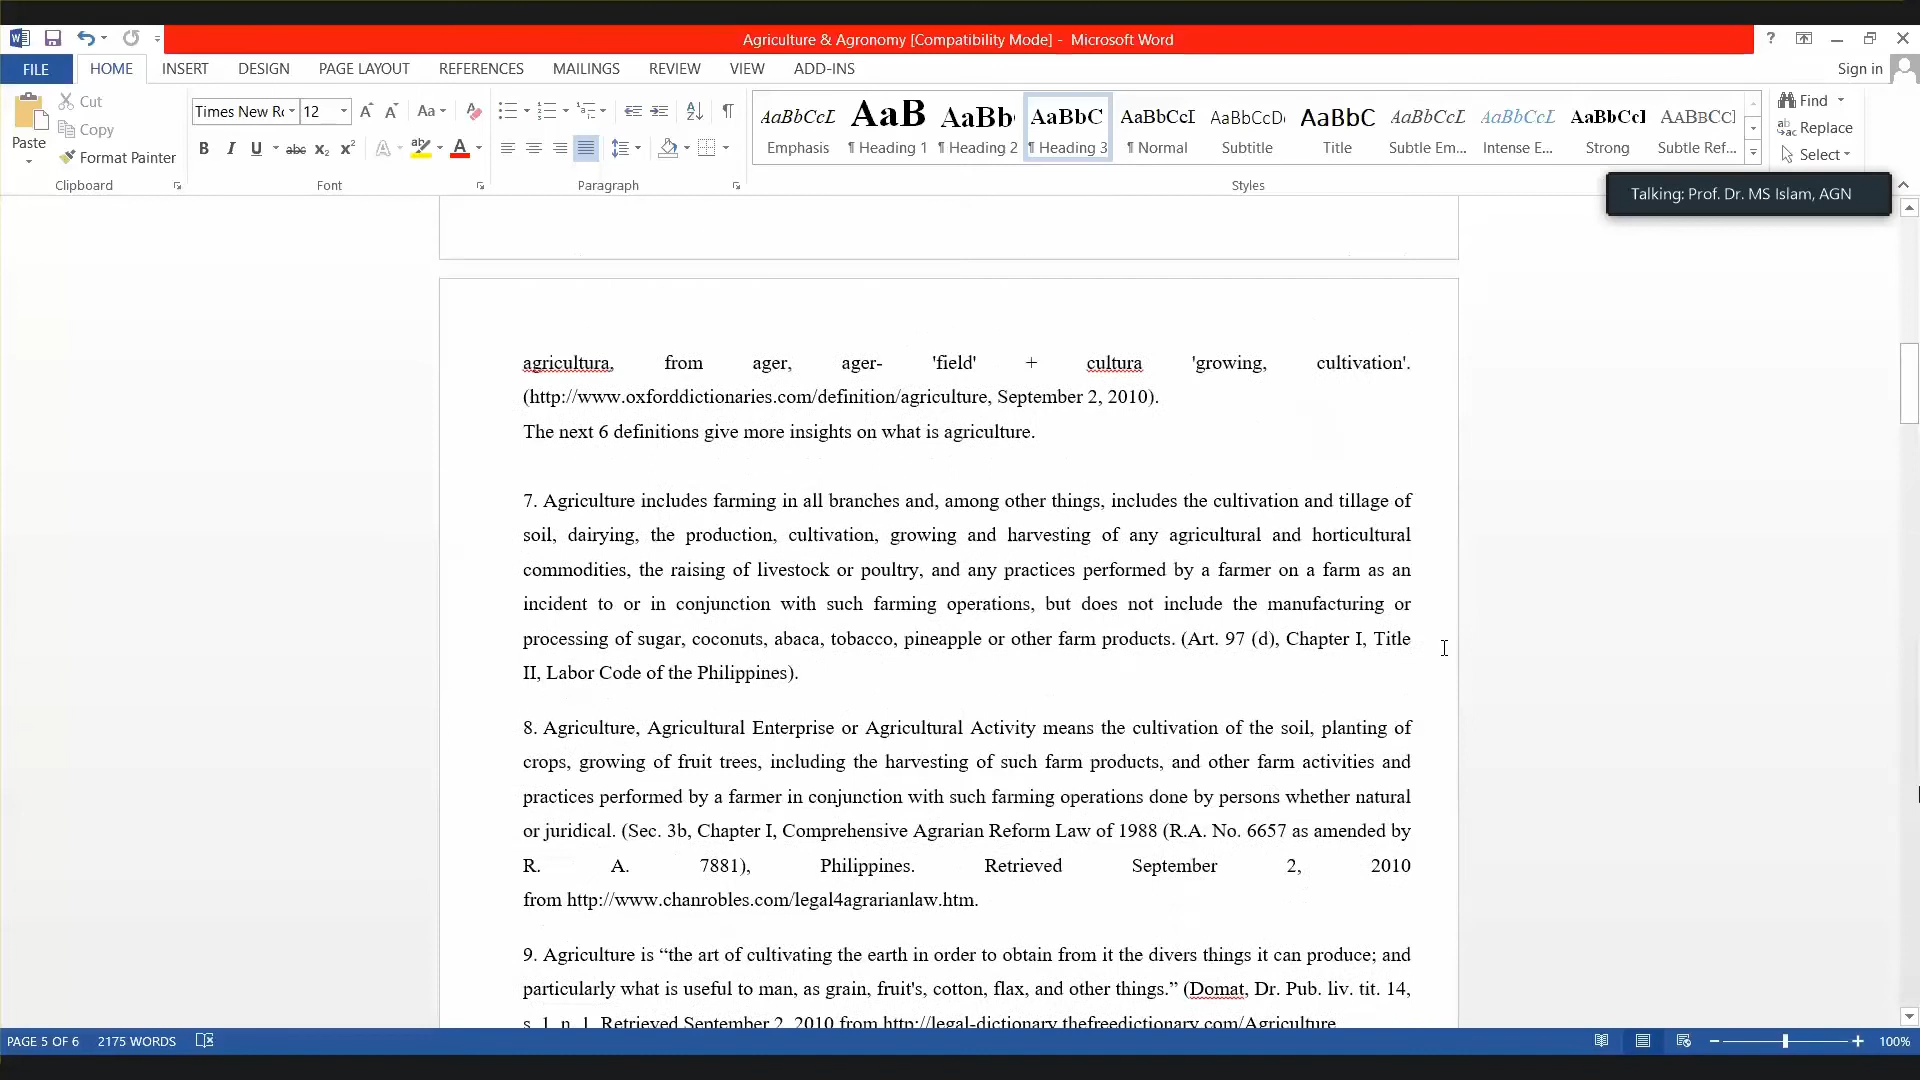 Agriculture & Agronomy [Compatibility Mode] - Microsoft Word
FILE HOME INSERT DESIGN PAGE LAYOUT REFERENCES MAILINGS REVIEW VIEW ADD-INS Sign in
Paste
Cut
Copy
Format Painter
Clipboard
Times New Ro 12
Font
Paragraph
AaBbCcL AaB AaBb AaBbC AaBbCcI AaBbCcD AaBbC AaBbCcL AaBbCcL AaBbCcI AABBCCI
Emphasis ¶ Heading 1 ¶ Heading 2 ¶ Heading 3 ¶ Normal Subtitle Title Subtle Em... Intense E... Strong Subtle Ref...
Styles
Find
Replace
Select
Talking: Prof. Dr. MS Islam, AGN
agricultura, from ager, ager- 'field' + cultura 'growing, cultivation'.
(http://www.oxforddictionaries.com/definition/agriculture, September 2, 2010).
The next 6 definitions give more insights on what is agriculture.
7. Agriculture includes farming in all branches and, among other things, includes the cultivation and tillage of
soil, dairying, the production, cultivation, growing and harvesting of any agricultural and horticultural
commodities, the raising of livestock or poultry, and any practices performed by a farmer on a farm as an
incident to or in conjunction with such farming operations, but does not include the manufacturing or
processing of sugar, coconuts, abaca, tobacco, pineapple or other farm products. (Art. 97 (d), Chapter I, Title
II, Labor Code of the Philippines).
8. Agriculture, Agricultural Enterprise or Agricultural Activity means the cultivation of the soil, planting of
crops, growing of fruit trees, including the harvesting of such farm products, and other farm activities and
practices performed by a farmer in conjunction with such farming operations done by persons whether natural
or juridical. (Sec. 3b, Chapter I, Comprehensive Agrarian Reform Law of 1988 (R.A. No. 6657 as amended by
R. A. 7881), Philippines. Retrieved September 2, 2010
from http://www.chanrobles.com/legal4agrarianlaw.htm.
9. Agriculture is “the art of cultivating the earth in order to obtain from it the divers things it can produce; and
particularly what is useful to man, as grain, fruit's, cotton, flax, and other things.” (Domat, Dr. Pub. liv. tit. 14,
s. 1, n. 1. Retrieved September 2, 2010 from http://legal-dictionary.thefreedictionary.com/Agriculture
PAGE 5 OF 6 2175 WORDS 100%